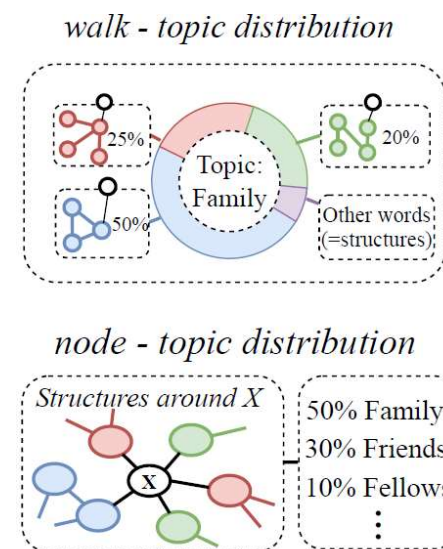 walk - topic distribution
25%
20%
Topic:
Family
50%
Other words
(=structures)
node - topic distribution
Structures around X
50% Family
X
30% Friends
10% Fellows